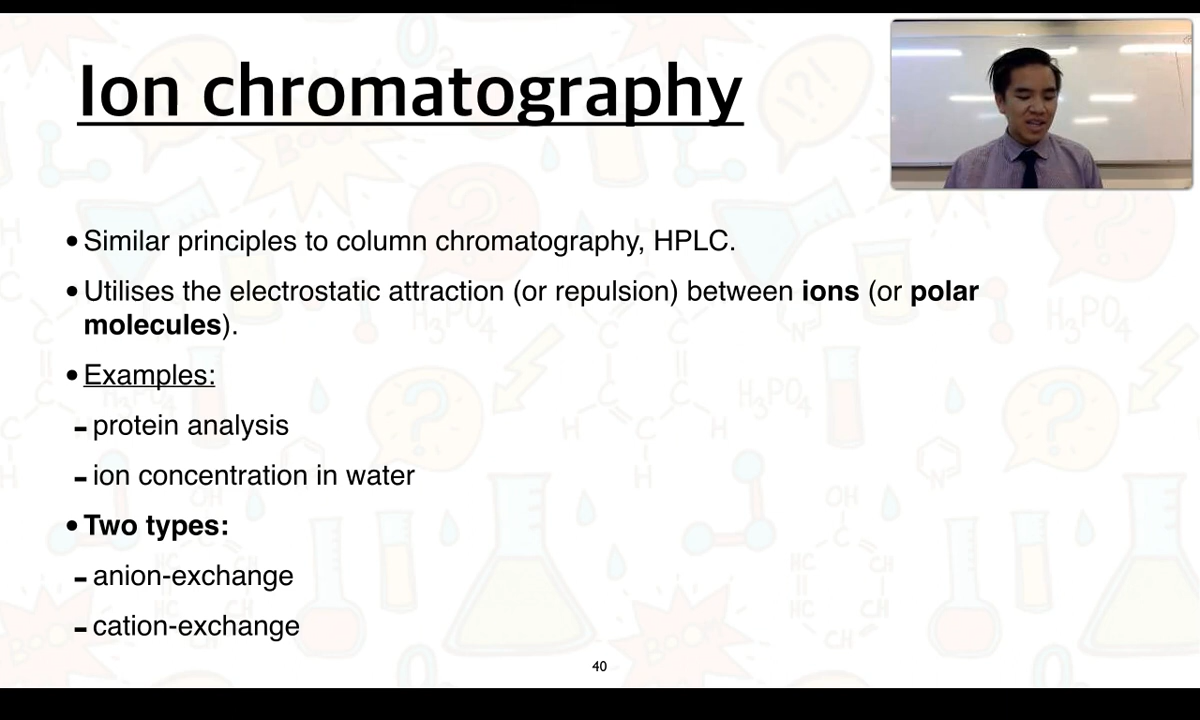 Ion chromatography
• Similar principles to column chromatography, HPLC.
• Utilises the electrostatic attraction (or repulsion) between ions (or polar
molecules).
• Examples:
- protein analysis
- ion concentration in water
• Two types:
- anion-exchange
- cation-exchange
40